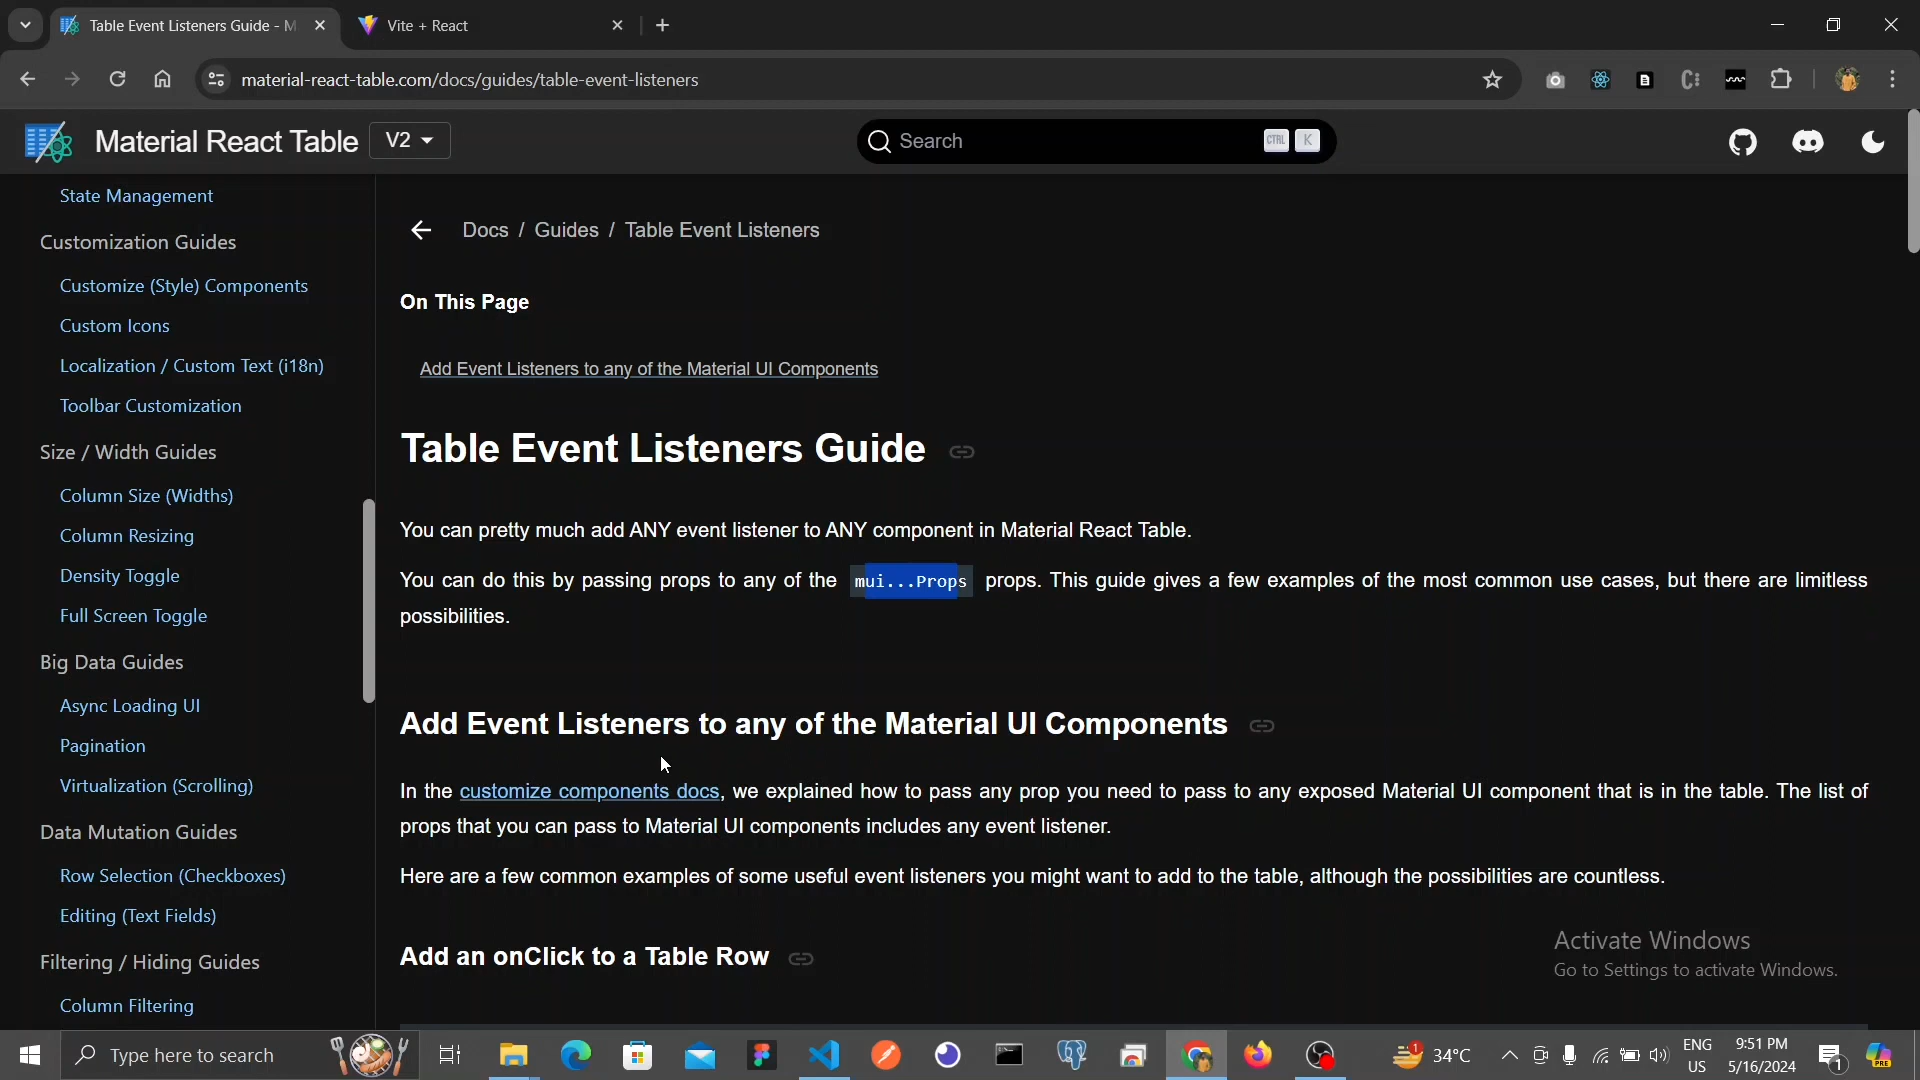 Table Event Listeners Guide - M
Vite + React
material-react-table.com/docs/guides/table-event-listeners
Material React Table
V2
Search
CTRL
K
State Management
Customization Guides
Customize (Style) Components
Custom Icons
Localization / Custom Text (i18n)
Toolbar Customization
Size / Width Guides
Column Size (Widths)
Column Resizing
Density Toggle
Full Screen Toggle
Big Data Guides
Async Loading UI
Pagination
Virtualization (Scrolling)
Data Mutation Guides
Row Selection (Checkboxes)
Editing (Text Fields)
Filtering / Hiding Guides
Column Filtering
Docs / Guides / Table Event Listeners
On This Page
Add Event Listeners to any of the Material UI Components
Table Event Listeners Guide
You can pretty much add ANY event listener to ANY component in Material React Table.
You can do this by passing props to any of the mui...Props props. This guide gives a few examples of the most common use cases, but there are limitless
possibilities.
Add Event Listeners to any of the Material UI Components
In the customize components docs, we explained how to pass any prop you need to pass to any exposed Material UI component that is in the table. The list of
props that you can pass to Material UI components includes any event listener.
Here are a few common examples of some useful event listeners you might want to add to the table, although the possibilities are countless.
Add an onClick to a Table Row
Activate Windows
Go to Settings to activate Windows.
Type here to search
1
34°C
ENG
US
9:51 PM
5/16/2024
1
PRE